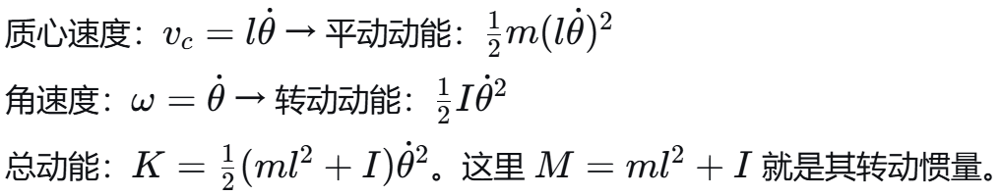 质心速度：$v_c = l\dot{\theta}$ → 平动动能：$\frac{1}{2}m(l\dot{\theta})^2$
角速度：$\omega = \dot{\theta}$ → 转动动能：$\frac{1}{2}I\dot{\theta}^2$
总动能：$K = \frac{1}{2}(ml^2 + I)\dot{\theta}^2$。这里 $M = ml^2 + I$ 就是其转动惯量。